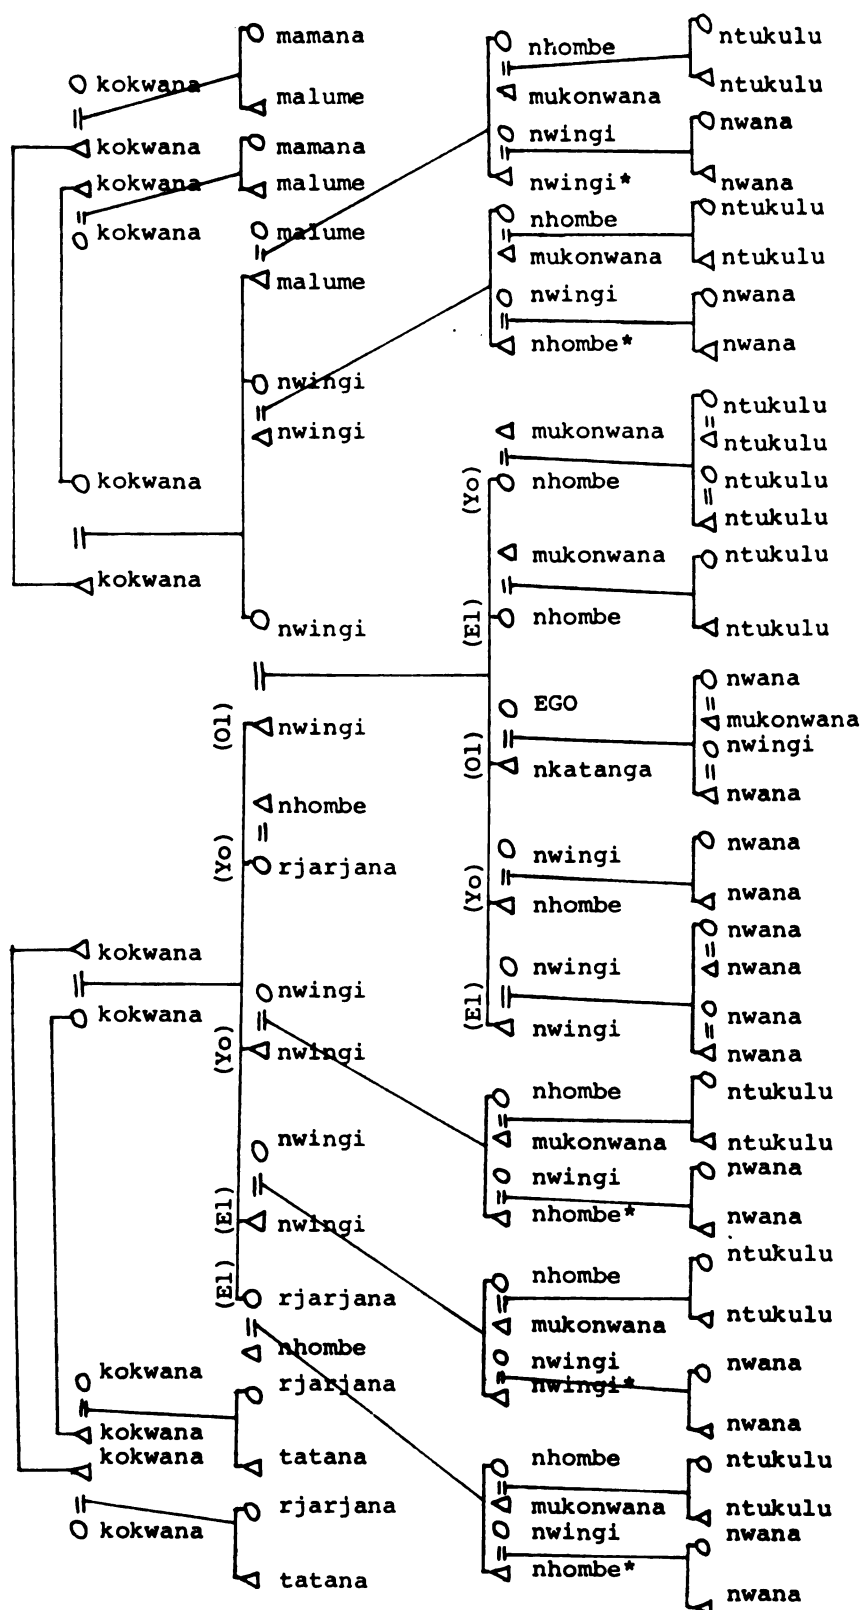 kokwana
kokwana
kokwana
kokwana
kokwana
kokwana
kokwana
kokwana
kokwana
kokwana
kokwana
kokwana
mamana
malume
mamana
malume
malume
malume
nwingi
nwingi
nwingi
(Ol)
nwingi
nhombe
(Yo)
rjarjana
nwingi
(Yo)
nwingi
nwingi
(El)
nwingi
(El)
rjarjana
nhombe
rjarjana
tatana
rjarjana
tatana
nhombe
mukonwana
nwingi
nwingi*
nhombe
mukonwana
nwingi
nhombe*
mukonwana
(Yo)
nhombe
mukonwana
(El)
nhombe
EGO
(Ol)
nkatanga
nwingi
(Yo)
nhombe
nwingi
(El)
nwingi
nhombe
mukonwana
nwingi
nhombe*
nhombe
mukonwana
nwingi
nwingi*
nhombe
mukonwana
nwingi
nhombe*
ntukulu
ntukulu
nwana
nwana
ntukulu
ntukulu
nwana
nwana
ntukulu
ntukulu
ntukulu
ntukulu
ntukulu
ntukulu
nwana
mukonwana
nwingi
nwana
nwana
nwana
nwana
nwana
nwana
nwana
ntukulu
ntukulu
nwana
nwana
ntukulu
ntukulu
nwana
nwana
ntukulu
ntukulu
nwana
nwana